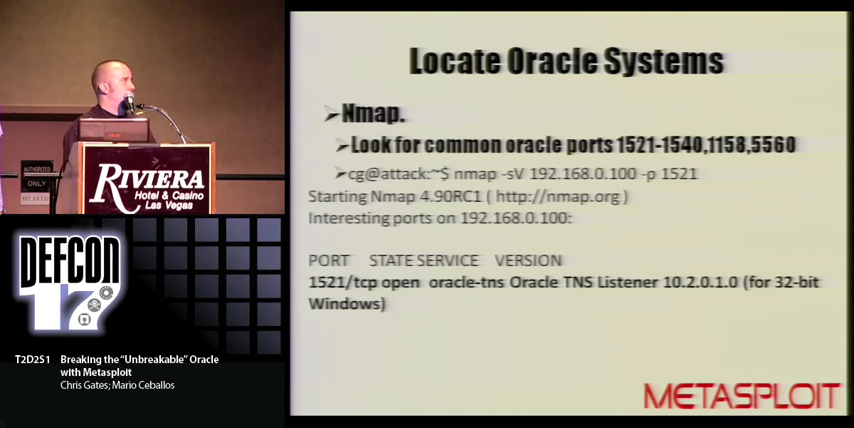 Locate Oracle Systems
➢Nmap.
➢Look for common oracle ports 1521-1540,1158,5560
➢cg@attack:~$ nmap -sV 192.168.0.100 -p 1521
Starting Nmap 4.90RC1 ( http://nmap.org )
Interesting ports on 192.168.0.100:
PORT STATE SERVICE VERSION
1521/tcp open oracle-tns Oracle TNS Listener 10.2.0.1.0 (for 32-bit
Windows)
METASPLOIT
AUTHORIZED
ONLY
RIVIERA
Hotel & Casino
Las Vegas
DEFCON
17
T2D2S1 Breaking the “Unbreakable” Oracle
with Metasploit
Chris Gates; Mario Ceballos